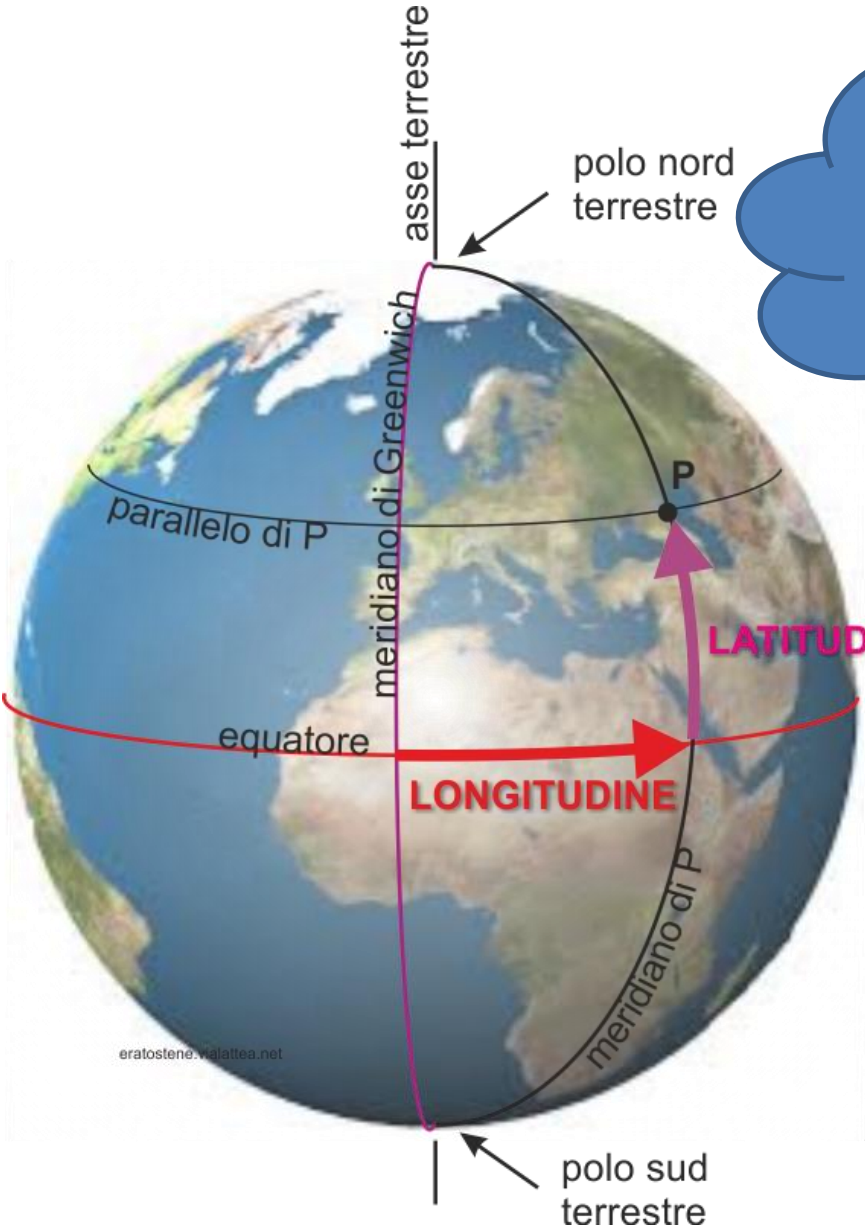 asse terrestre
polo nord
terrestre
meridiano di Greenwich
P
parallelo di P
LATITUD
equatore
LONGITUDINE
meridiano di P
eratostene.vialattea.net
polo sud
terrestre